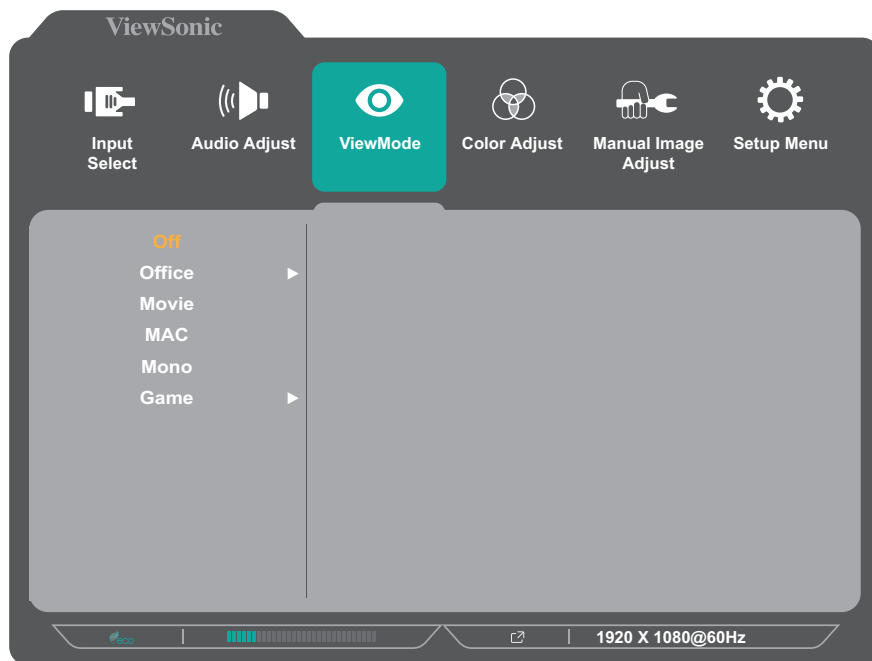 ViewSonic
Input
Select
Audio Adjust
ViewMode
Color Adjust
Manual Image
Adjust
Setup Menu
Off
Office
Movie
MAC
Mono
Game
eco
1920 X 1080@60Hz